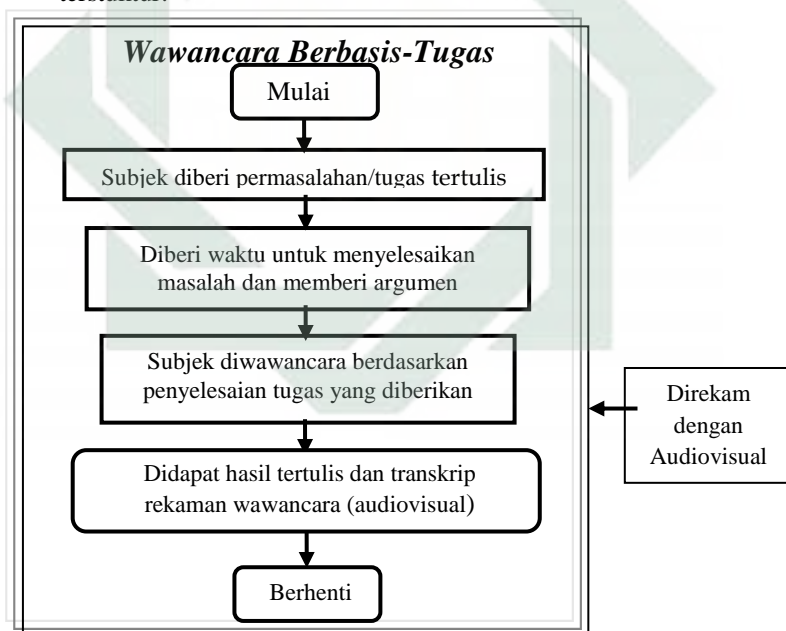 Wawancara Berbasis-Tugas
Mulai
Subjek diberi permasalahan/tugas tertulis
Diberi waktu untuk menyelesaikan
masalah dan memberi argumen
Subjek diwawancara berdasarkan
penyelesaian tugas yang diberikan
Direkam
dengan
Audiovisual
Didapat hasil tertulis dan transkrip
rekaman wawancara (audiovisual)
Berhenti